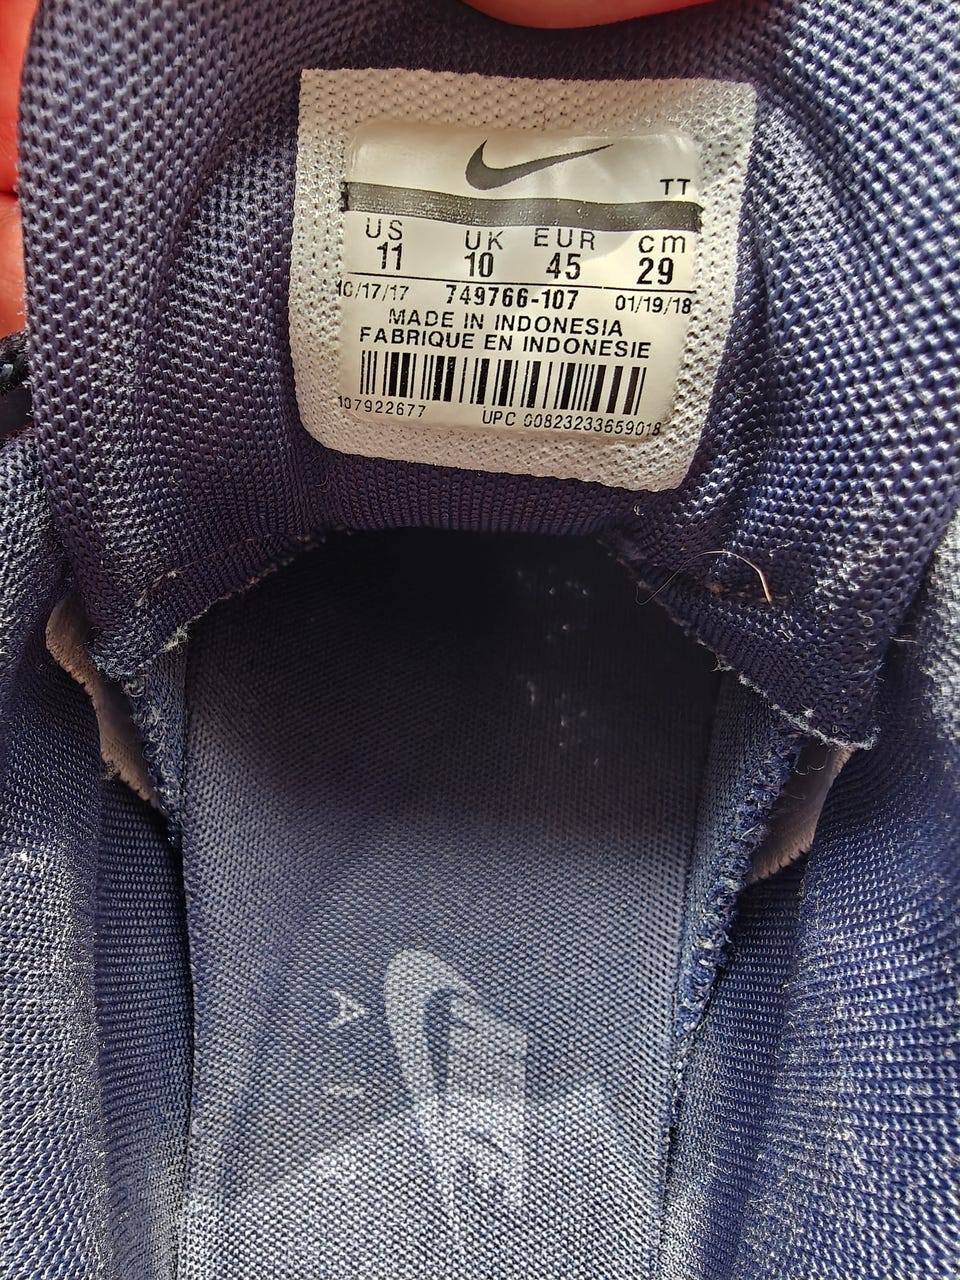 TT
US UK EUR cm
11 10 45 29
10/17/17 749766-107 01/19/18
MADE IN INDONESIA
FABRIQUE EN INDONESIE
107922677 UPC 00823233659018